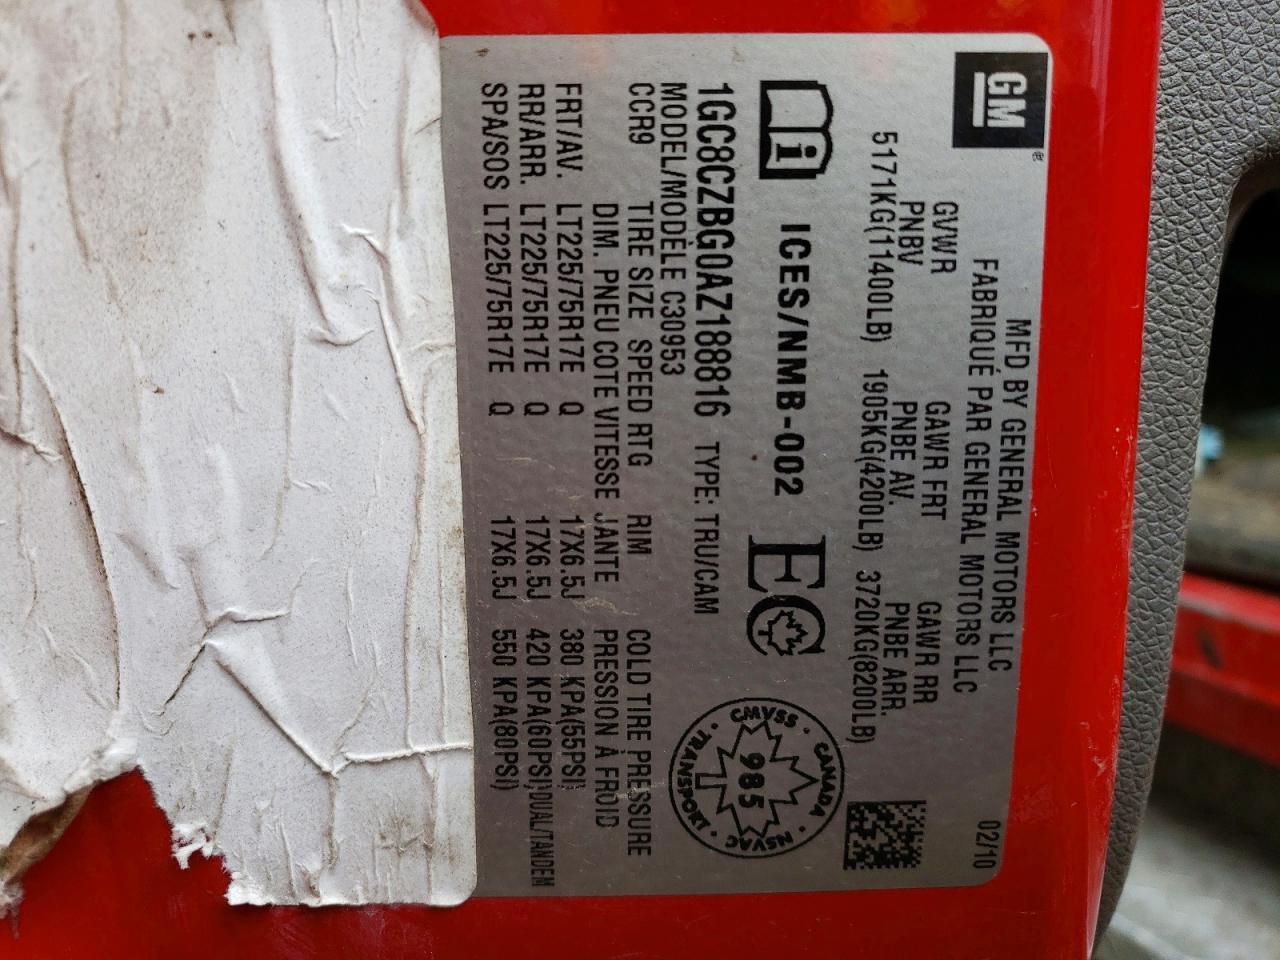 GM
®
MFD BY GENERAL MOTORS LLC
FABRIQUÉ PAR GENERAL MOTORS LLC
02/10
GVWR GAWR FRT GAWR RR
PNBV PNBE AV. PNBE ARR.
5171KG(11400LB) 1905KG(4200LB) 3720KG(8200LB)
i ICES/NMB-002 EC
CMVSS · CANADA · NSVAC · TRANSPORT ·
985
1GC8CZBG0AZ188816 TYPE: TRU/CAM
MODEL/MODÈLE C30953
CCR9 TIRE SIZE SPEED RTG RIM COLD TIRE PRESSURE
DIM. PNEU COTE VITESSE JANTE PRESSION À FROID
FRT/AV. LT225/75R17E Q 17X6.5J 380 KPA(55PSI)
RR/ARR. LT225/75R17E Q 17X6.5J 420 KPA(60PSI)DUAL/TANDEM
SPA/SOS LT225/75R17E Q 17X6.5J 550 KPA(80PSI)